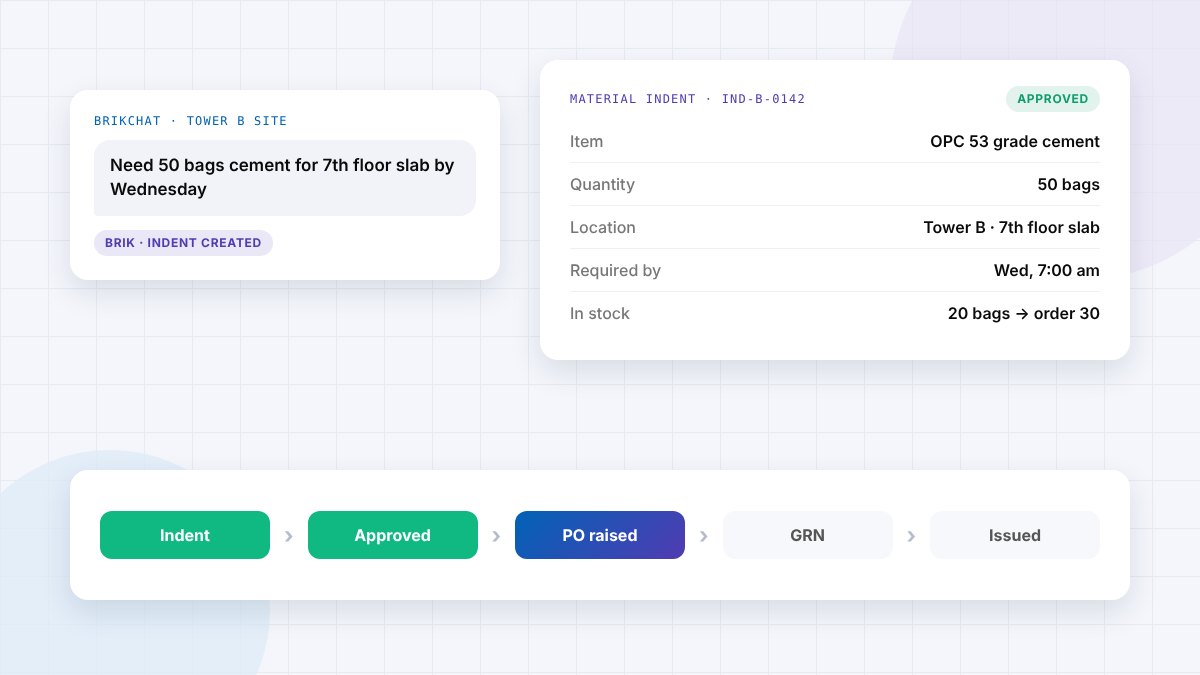 BRIKCHAT · TOWER B SITE
Need 50 bags cement for 7th floor slab by
Wednesday
BRIK · INDENT CREATED
MATERIAL INDENT · IND-B-0142
APPROVED
Item OPC 53 grade cement
Quantity 50 bags
Location Tower B · 7th floor slab
Required by Wed, 7:00 am
In stock 20 bags → order 30
Indent › Approved › PO raised › GRN › Issued